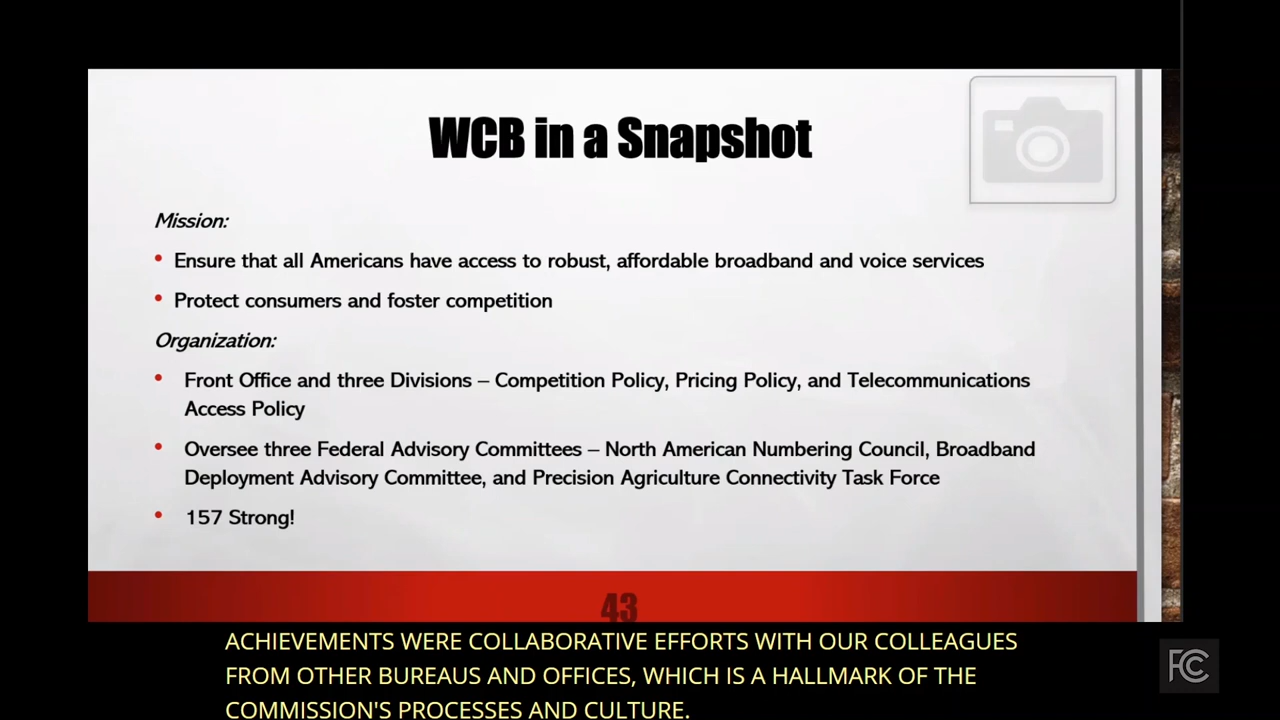 WCB in a Snapshot
Mission:
• Ensure that all Americans have access to robust, affordable broadband and voice services
• Protect consumers and foster competition
Organization:
• Front Office and three Divisions – Competition Policy, Pricing Policy, and Telecommunications
Access Policy
• Oversee three Federal Advisory Committees – North American Numbering Council, Broadband
Deployment Advisory Committee, and Precision Agriculture Connectivity Task Force
• 157 Strong!
43
ACHIEVEMENTS WERE COLLABORATIVE EFFORTS WITH OUR COLLEAGUES
FROM OTHER BUREAUS AND OFFICES, WHICH IS A HALLMARK OF THE
COMMISSION'S PROCESSES AND CULTURE.
FCC